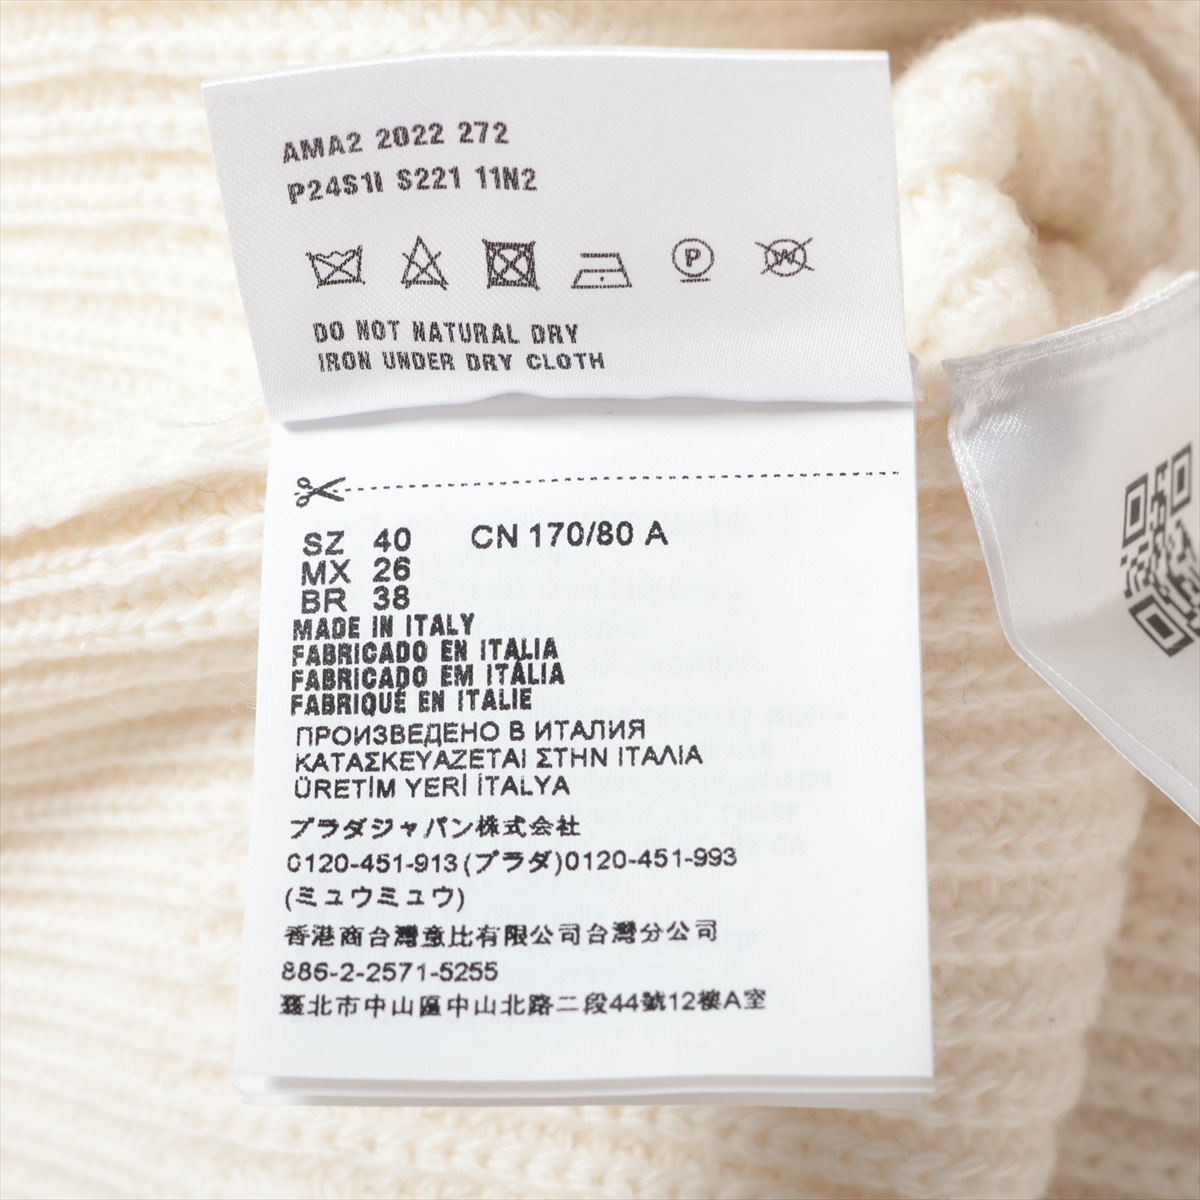 AMA2 2022 272
P24S1I S221 11N2
P
W
DO NOT NATURAL DRY
IRON UNDER DRY CLOTH
SZ 40 CN 170/80 A
MX 26
BR 38
MADE IN ITALY
FABRICADO EN ITALIA
FABRICADO EM ITÁLIA
FABRIQUÉ EN ITALIE
ПРОИЗВЕДЕНО В ИТАЛИЯ
ΚΑΤΑΣΚΕΥΑΖΕΤΑΙ ΣΤΗΝ ΙΤΑΛΙΑ
ÜRETİM YERİ İTALYA
プラダジャパン株式会社
0120-451-913(プラダ)0120-451-993
(ミュウミュウ)
香港商台灣意比有限公司台灣分公司
886-2-2571-5255
臺北市中山區中山北路二段44號12樓A室